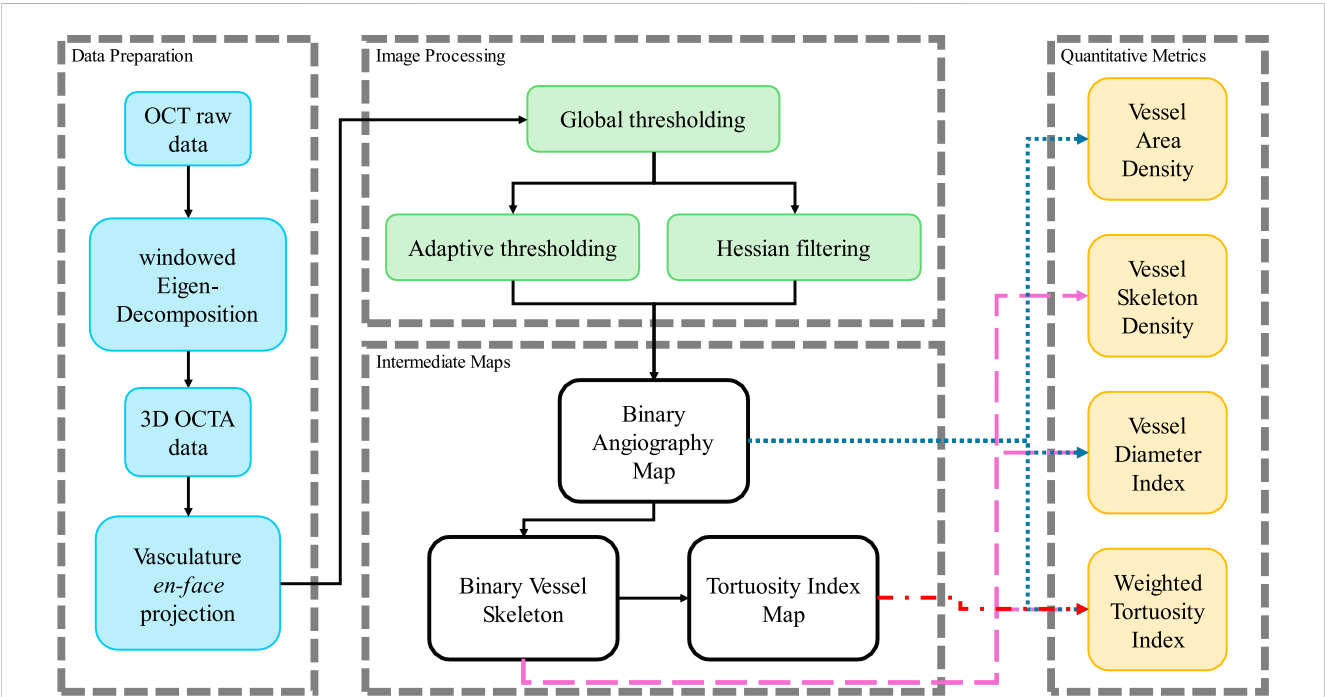 Data Preparation
OCT raw
data
windowed
Eigen-
Decomposition
3D OCTA
data
Vasculature
en-face
projection
Image Processing
Global thresholding
Adaptive thresholding
Hessian filtering
Intermediate Maps
Binary
Angiography
Map
Binary Vessel
Skeleton
Tortuosity Index
Map
Quantitative Metrics
Vessel
Area
Density
Vessel
Skeleton
Density
Vessel
Diameter
Index
Weighted
Tortuosity
Index